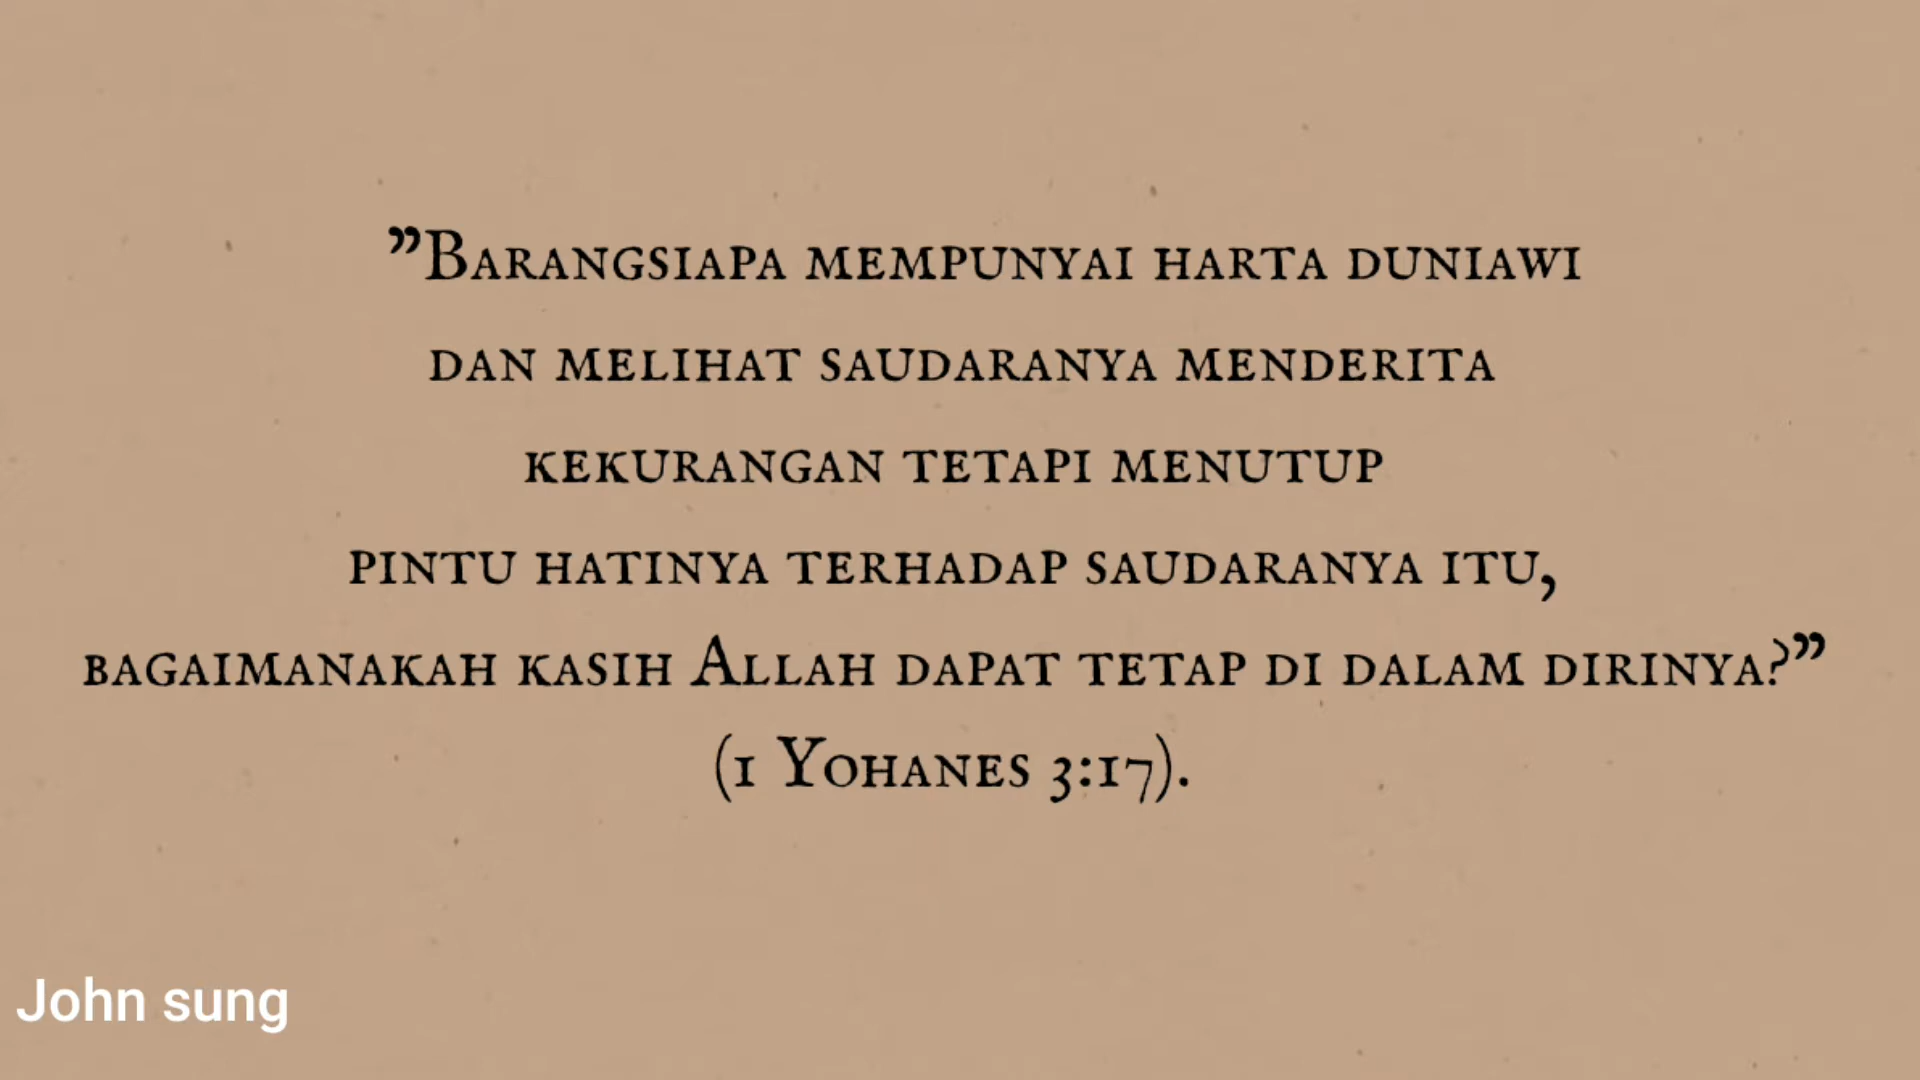 ”Barangsiapa mempunyai harta duniawi
dan melihat saudaranya menderita
kekurangan tetapi menutup
pintu hatinya terhadap saudaranya itu,
bagaimanakah kasih Allah dapat tetap di dalam dirinya?”
(1 Yohanes 3:17).
John sung